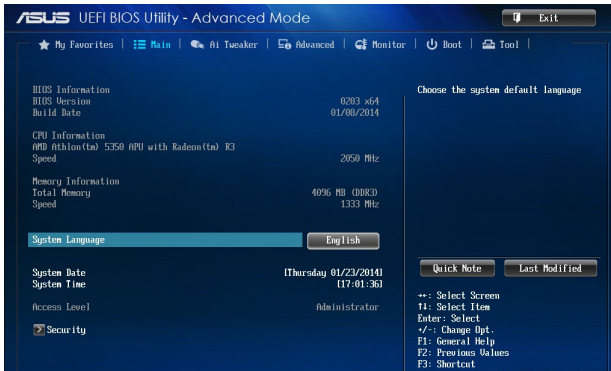 ASUS UEFI BIOS Utility - Advanced Mode
Exit
My Favorites | Main | Ai Tweaker | Advanced | Monitor | Boot | Tool |
BIOS Information
BIOS Version 0203 x64
Build Date 01/08/2014
CPU Information
AMD Athlon(tm) 5350 APU with Radeon(tm) R3
Speed 2050 MHz
Memory Information
Total Memory 4096 MB (DDR3)
Speed 1333 MHz
System Language English
System Date [Thursday 01/23/2014]
System Time [17:01:36]
Access Level Administrator
Security
Choose the system default language
Quick Note Last Modified
→←: Select Screen
↑↓: Select Item
Enter: Select
+/-: Change Opt.
F1: General Help
F2: Previous Values
F3: Shortcut